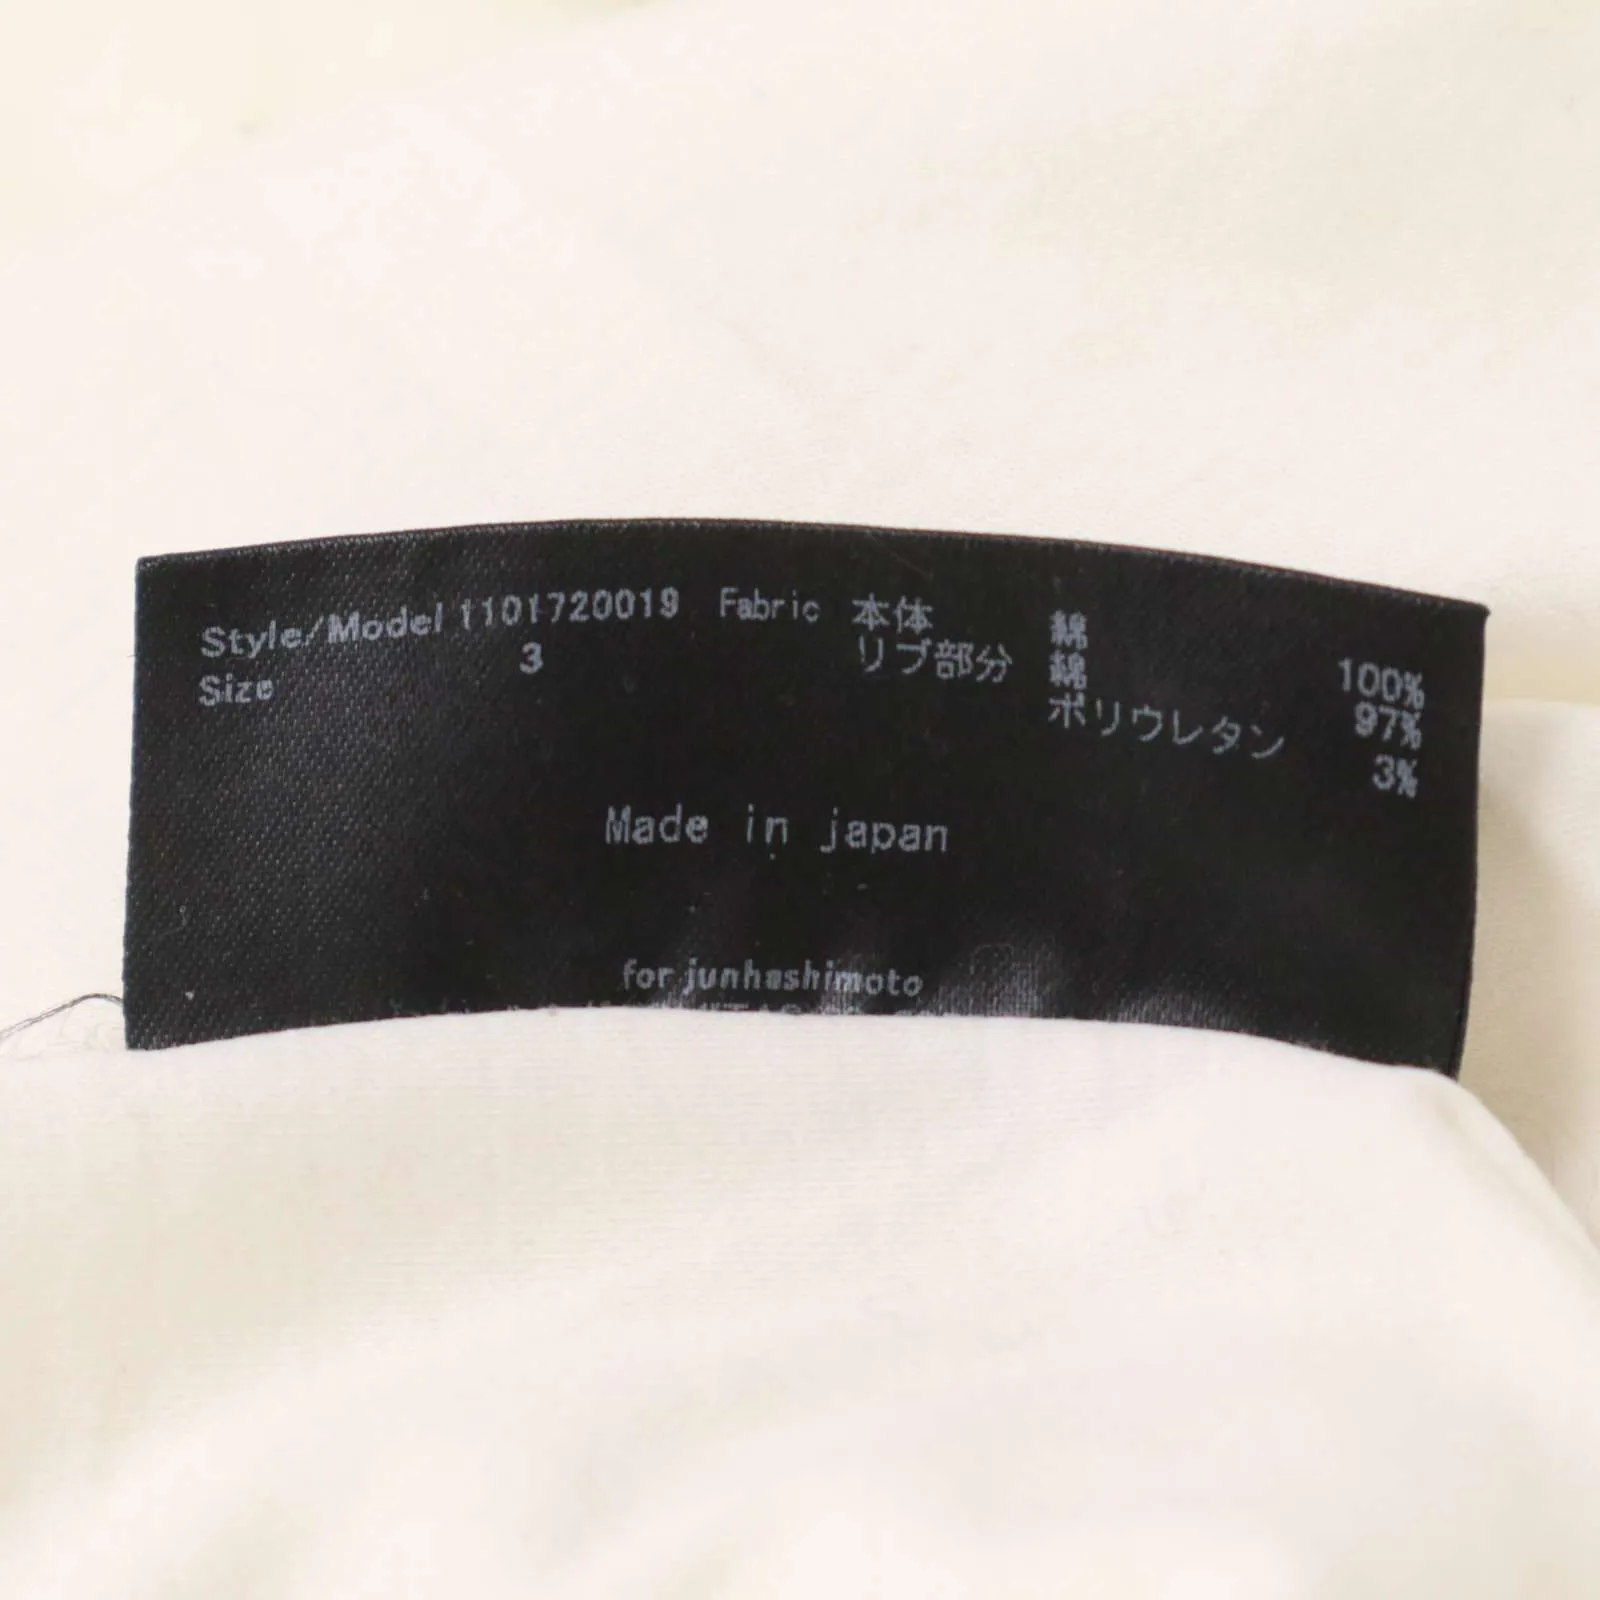 Style/Model 1101720019 Fabric 本体 綿 100%
Size 3 リブ部分 綿 97%
ポリウレタン 3%
Made in japan
for junhashimoto